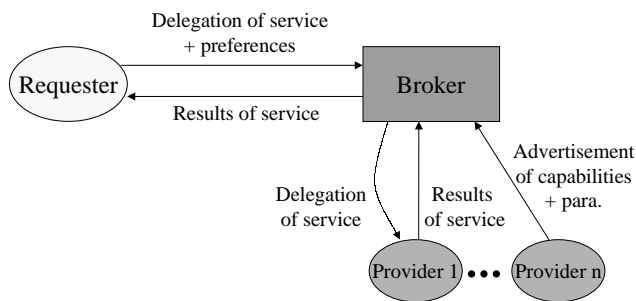 Delegation of service
+ preferences
Requester
Broker
Results of service
Advertisement
of capabilities
+ para.
Delegation
of service
Results
of service
Provider 1
Provider n